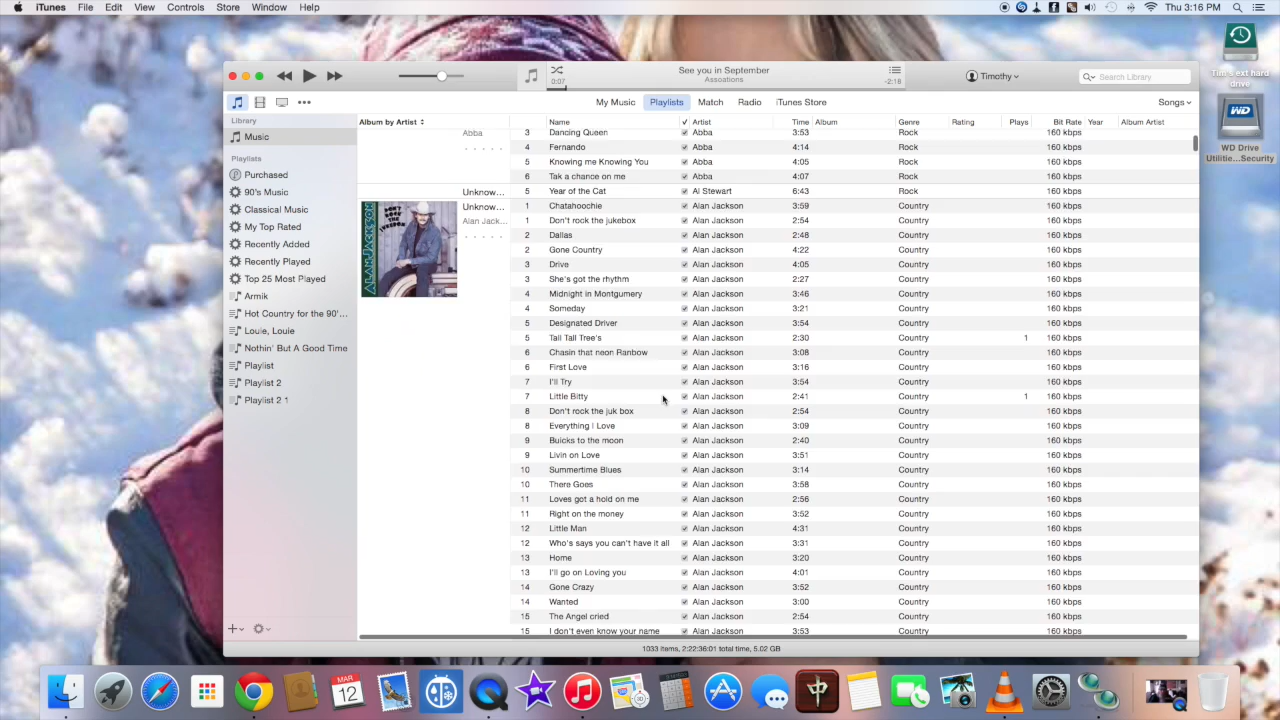 iTunes File Edit View Controls Store Window Help Thu 3:16 PM
See you in September
Assoations
0:07 -2:18
Timothy
Search Library
My Music Playlists Match Radio iTunes Store Songs
Library
Music
Playlists
Purchased
90's Music
Classical Music
My Top Rated
Recently Added
Recently Played
Top 25 Most Played
Armik
Hot Country for the 90'...
Louie, Louie
Nothin' But A Good Time
Playlist
Playlist 2
Playlist 2 1
Album by Artist
Abba
Unknow...
Unknow...
Alan Jack...
DON'T ROCK THE JUKEBOX
ALAN JACKSON
Name Artist Time Album Genre Rating Plays Bit Rate Year Album Artist
3 Dancing Queen Abba 3:53 Rock 160 kbps
4 Fernando Abba 4:14 Rock 160 kbps
5 Knowing me Knowing You Abba 4:05 Rock 160 kbps
6 Tak a chance on me Abba 4:07 Rock 160 kbps
5 Year of the Cat Al Stewart 6:43 Rock 160 kbps
1 Chatahoochie Alan Jackson 3:59 Country 160 kbps
1 Don't rock the jukebox Alan Jackson 2:54 Country 160 kbps
2 Dallas Alan Jackson 2:48 Country 160 kbps
2 Gone Country Alan Jackson 4:22 Country 160 kbps
3 Drive Alan Jackson 4:05 Country 160 kbps
3 She's got the rhythm Alan Jackson 2:27 Country 160 kbps
4 Midnight in Montgumery Alan Jackson 3:46 Country 160 kbps
4 Someday Alan Jackson 3:21 Country 160 kbps
5 Designated Driver Alan Jackson 3:54 Country 160 kbps
5 Tall Tall Tree's Alan Jackson 2:30 Country 1 160 kbps
6 Chasin that neon Ranbow Alan Jackson 3:08 Country 160 kbps
6 First Love Alan Jackson 3:16 Country 160 kbps
7 I'll Try Alan Jackson 3:54 Country 160 kbps
7 Little Bitty Alan Jackson 2:41 Country 1 160 kbps
8 Don't rock the juk box Alan Jackson 2:54 Country 160 kbps
8 Everything I Love Alan Jackson 3:09 Country 160 kbps
9 Buicks to the moon Alan Jackson 2:40 Country 160 kbps
9 Livin on Love Alan Jackson 3:51 Country 160 kbps
10 Summertime Blues Alan Jackson 3:14 Country 160 kbps
10 There Goes Alan Jackson 3:58 Country 160 kbps
11 Loves got a hold on me Alan Jackson 2:56 Country 160 kbps
11 Right on the money Alan Jackson 3:52 Country 160 kbps
12 Little Man Alan Jackson 4:31 Country 160 kbps
12 Who's says you can't have it all Alan Jackson 3:31 Country 160 kbps
13 Home Alan Jackson 3:20 Country 160 kbps
13 I'll go on Loving you Alan Jackson 4:01 Country 160 kbps
14 Gone Crazy Alan Jackson 3:52 Country 160 kbps
14 Wanted Alan Jackson 3:00 Country 160 kbps
15 The Angel cried Alan Jackson 2:54 Country 160 kbps
15 I don't even know your name Alan Jackson 3:53 Country 160 kbps
1033 items, 2:22:36:01 total time, 5.02 GB
Tim's ext hard
drive
WD
WD Drive
Utilitie...Security
MAR
12
中